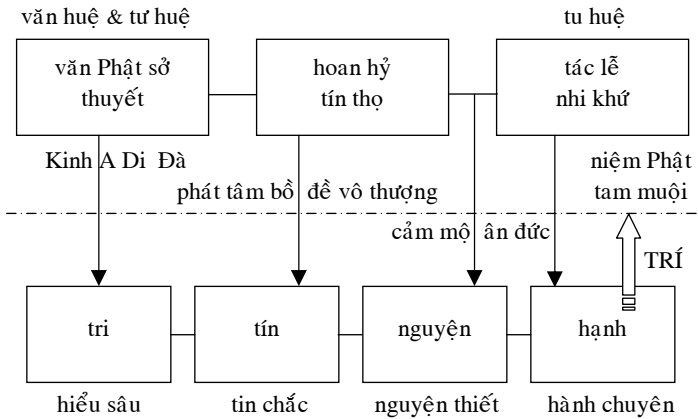 văn huệ & tư huệ
tu huệ
văn Phật sở
thuyết
hoan hỷ
tín thọ
tác lễ
nhi khứ
Kinh A Di Đà
phát tâm bồ đề vô thượng
niệm Phật
tam muội
cảm mộ ân đức
TRÍ
tri
tín
nguyện
hạnh
hiểu sâu
tin chắc
nguyện thiết
hành chuyên